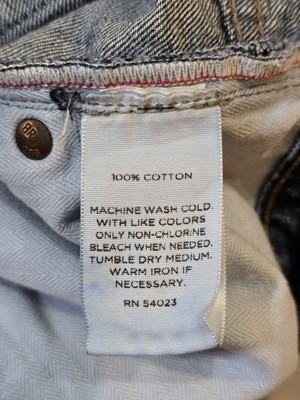 100% COTTON
MACHINE WASH COLD.
WITH LIKE COLORS
ONLY NON-CHLORINE
BLEACH WHEN NEEDED.
TUMBLE DRY MEDIUM.
WARM IRON IF
NECESSARY.
RN 54023